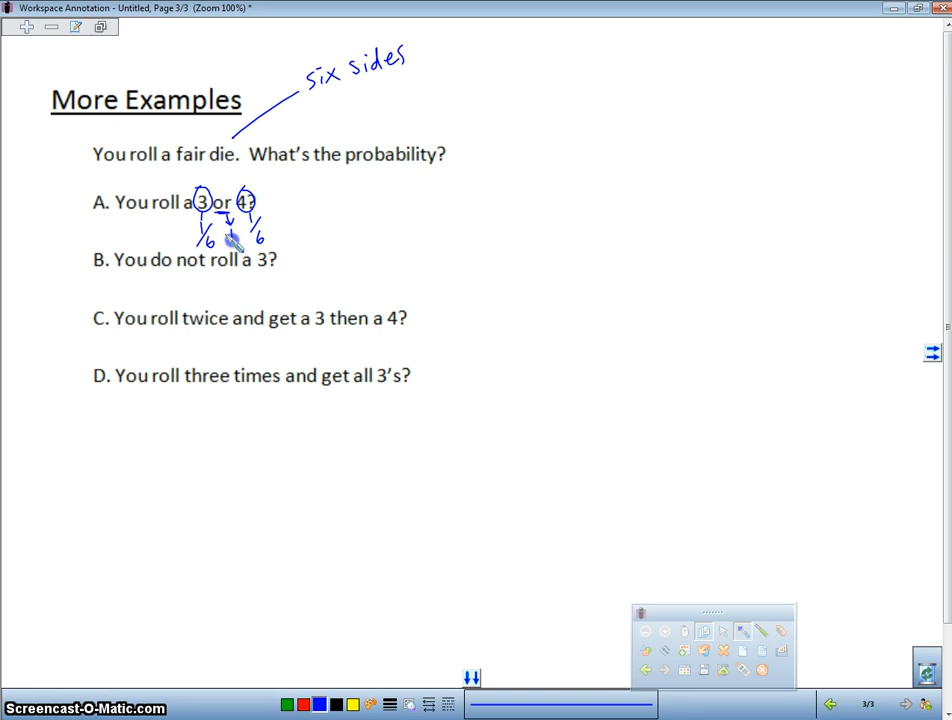 Workspace Annotation - Untitled, Page 3/3 (Zoom 100%) *
six sides
More Examples
You roll a fair die. What's the probability?
A. You roll a 3 or 4?
1/6 1/6
B. You do not roll a 3?
C. You roll twice and get a 3 then a 4?
D. You roll three times and get all 3's?
3/3
Screencast-O-Matic.com